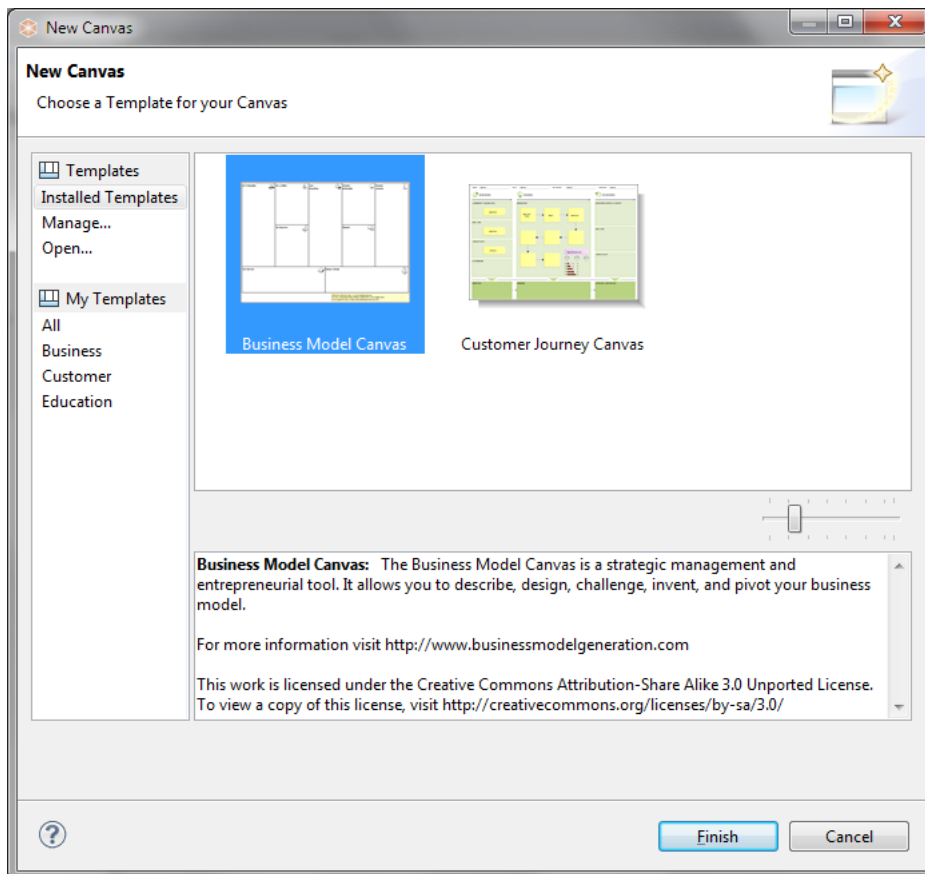 New Canvas
New Canvas
Choose a Template for your Canvas
Templates
Installed Templates
Manage...
Open...
My Templates
All
Business
Customer
Education
Business Model Canvas
Customer Journey Canvas
Business Model Canvas:   The Business Model Canvas is a strategic management and
entrepreneurial tool. It allows you to describe, design, challenge, invent, and pivot your business
model.
For more information visit http://www.businessmodelgeneration.com
This work is licensed under the Creative Commons Attribution-Share Alike 3.0 Unported License.
To view a copy of this license, visit http://creativecommons.org/licenses/by-sa/3.0/
?
Finish
Cancel